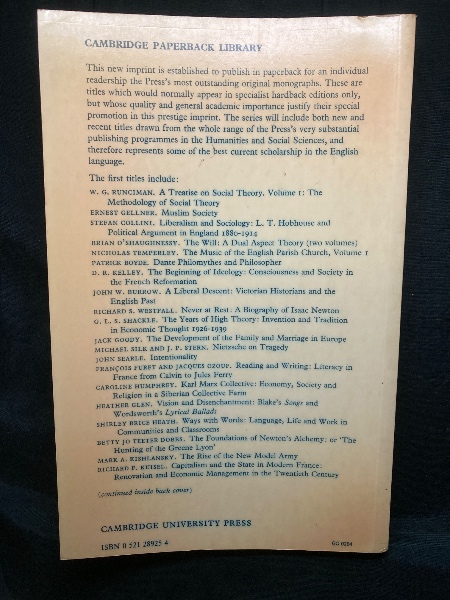 CAMBRIDGE PAPERBACK LIBRARY
This new imprint is established to publish in paperback for an individual
readership the Press's most outstanding original monographs. These are
titles which would normally appear in specialist hardback editions only,
but whose quality and general academic importance justify their special
promotion in this prestige imprint. The series will include both new and
recent titles drawn from the whole range of the Press's very substantial
publishing programmes in the Humanities and Social Sciences, and
therefore represents some of the best current scholarship in the English
language.
The first titles include:
W. G. RUNCIMAN. A Treatise on Social Theory. Volume 1: The
Methodology of Social Theory
ERNEST GELLNER. Muslim Society
STEFAN COLLINI. Liberalism and Sociology: L. T. Hobhouse and
Political Argument in England 1880-1914
BRIAN O'SHAUGHNESSY. The Will: A Dual Aspect Theory (two volumes)
NICHOLAS TEMPERLEY. The Music of the English Parish Church, Volume 1
PATRICK BOYDE. Dante Philomythes and Philosopher
D. R. KELLEY. The Beginning of Ideology: Consciousness and Society in
the French Reformation
JOHN W. BURROW. A Liberal Descent: Victorian Historians and the
English Past
RICHARD S. WESTFALL. Never at Rest: A Biography of Isaac Newton
G. L. S. SHACKLE. The Years of High Theory: Invention and Tradition
in Economic Thought 1926-1939
JACK GOODY. The Development of the Family and Marriage in Europe
MICHAEL SILK AND J. P. STERN. Nietzsche on Tragedy
JOHN SEARLE. Intentionality
FRANÇOIS FURET AND JACQUES OZOUF. Reading and Writing: Literacy in
France from Calvin to Jules Ferry
CAROLINE HUMPHREY. Karl Marx Collective: Economy, Society and
Religion in a Siberian Collective Farm
HEATHER GLEN. Vision and Disenchantment: Blake's Songs and
Wordsworth's Lyrical Ballads
SHIRLEY BRICE HEATH. Ways with Words: Language, Life and Work in
Communities and Classrooms
BETTY JO TEETER DOBBS. The Foundations of Newton's Alchemy: or 'The
Hunting of the Greene Lyon'
MARK A. KISHLANSKY. The Rise of the New Model Army
RICHARD F. KUISEL. Capitalism and the State in Modern France:
Renovation and Economic Management in the Twentieth Century
(continued inside back cover)
CAMBRIDGE UNIVERSITY PRESS
ISBN 0 521 28925 4